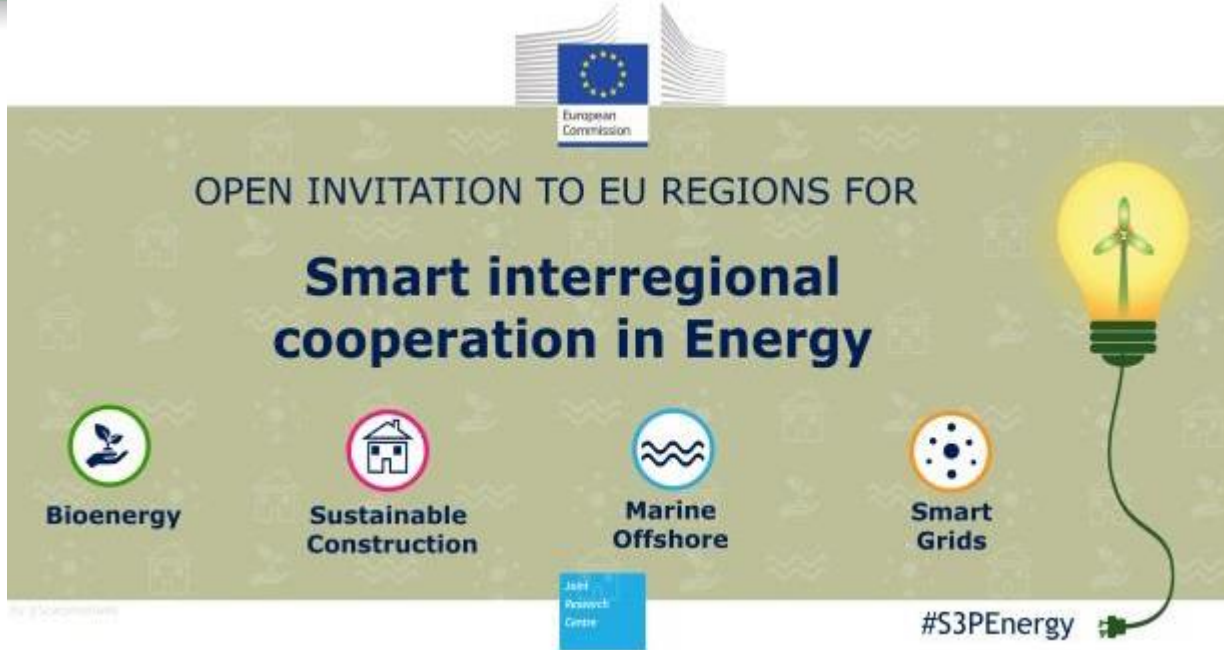 European
Commission
OPEN INVITATION TO EU REGIONS FOR
Smart interregional
cooperation in Energy
Bioenergy
Sustainable
Construction
Marine
Offshore
Smart
Grids
Joint
Research
Centre
#S3PEnergy